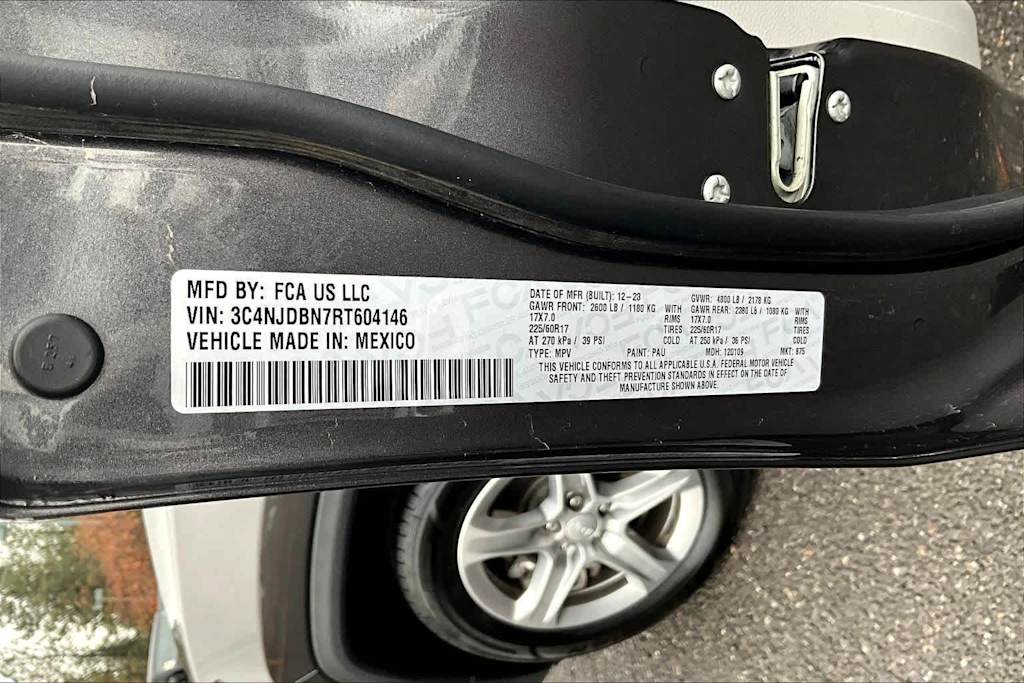 MFD BY: FCA US LLC
VIN: 3C4NJDBN7RT604146
VEHICLE MADE IN: MEXICO
DATE OF MFR (BUILT): 12-23 GVWR: 4800 LB / 2178 KG
GAWR FRONT: 2600 LB / 1180 KG WITH GAWR REAR: 2380 LB / 1080 KG WITH
17X7.0 RIMS 17X7.0 RIMS
225/60R17 TIRES 225/60R17 TIRES
AT 270 kPa / 39 PSI COLD AT 250 kPa / 36 PSI COLD
TYPE: MPV PAINT: PAU MDH: 120109 MKT: 875
THIS VEHICLE CONFORMS TO ALL APPLICABLE U.S.A. FEDERAL MOTOR VEHICLE
SAFETY AND THEFT PREVENTION STANDARDS IN EFFECT ON THE DATE OF
MANUFACTURE SHOWN ABOVE.